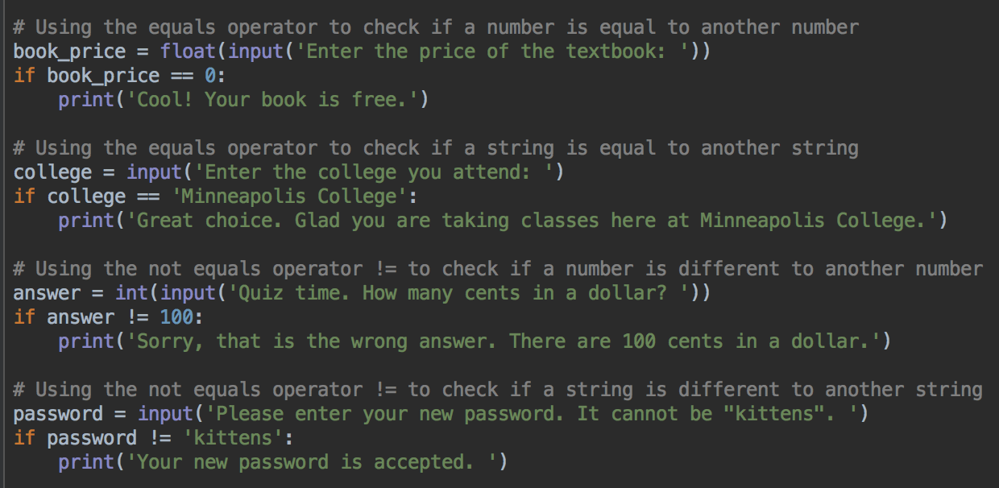 # Using the equals operator to check if a number is equal to another number
book_price = float(input('Enter the price of the textbook: '))
if book_price == 0:
    print('Cool! Your book is free.')

# Using the equals operator to check if a string is equal to another string
college = input('Enter the college you attend: ')
if college == 'Minneapolis College':
    print('Great choice. Glad you are taking classes here at Minneapolis College.')

# Using the not equals operator != to check if a number is different to another number
answer = int(input('Quiz time. How many cents in a dollar? '))
if answer != 100:
    print('Sorry, that is the wrong answer. There are 100 cents in a dollar.')

# Using the not equals operator != to check if a string is different to another string
password = input('Please enter your new password. It cannot be "kittens". ')
if password != 'kittens':
    print('Your new password is accepted. ')